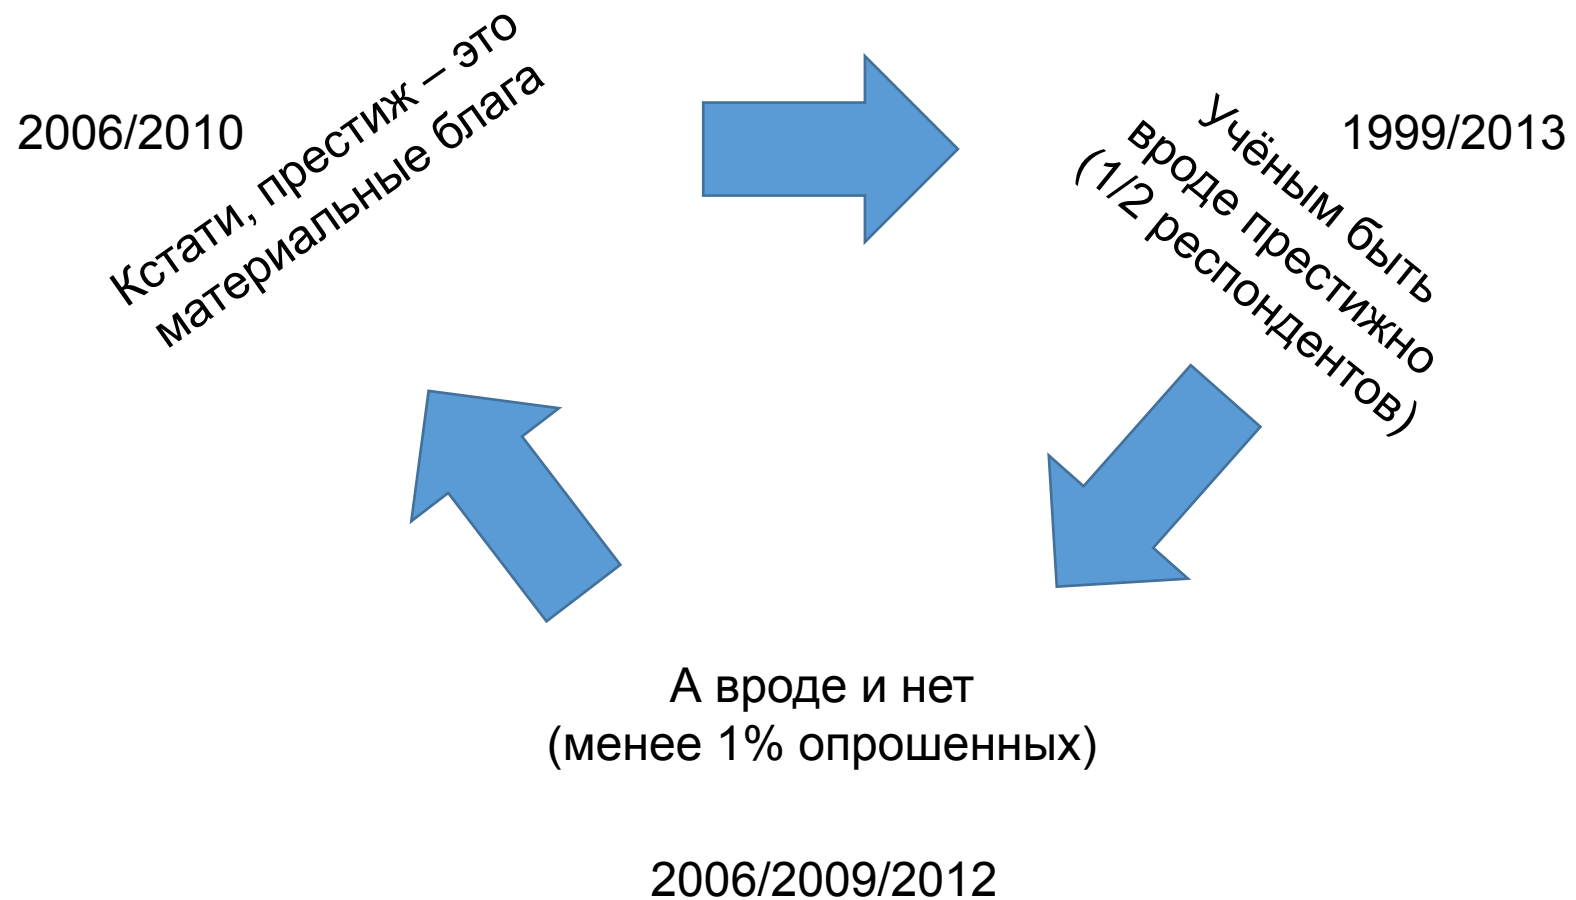 2006/2010
Кстати, престиж – это
материальные блага
1999/2013
Учёным быть
вроде престижно
(1/2 респондентов)
А вроде и нет
(менее 1% опрошенных)
2006/2009/2012